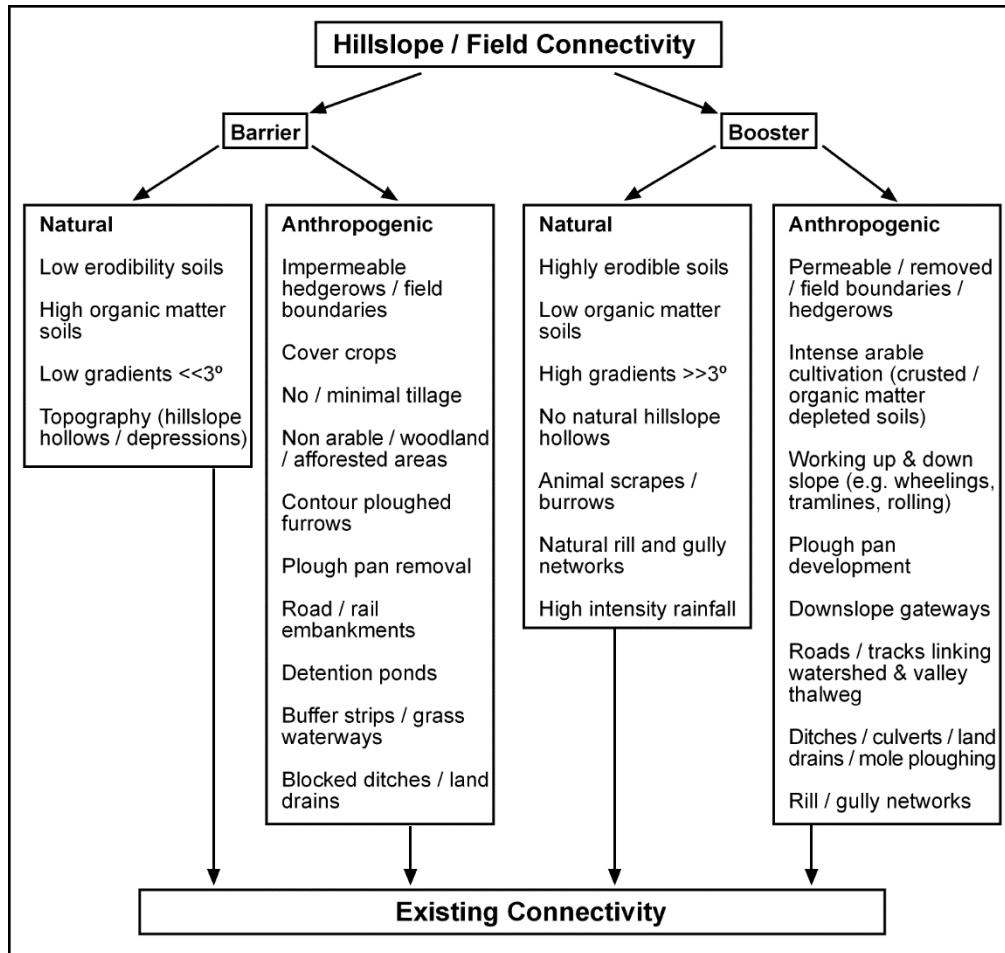 Hillslope / Field Connectivity
Barrier
Booster
Natural
Low erodibility soils
High organic matter
soils
Low gradients <<3º
Topography (hillslope
hollows / depressions)
Anthropogenic
Impermeable
hedgerows / field
boundaries
Cover crops
No / minimal tillage
Non arable / woodland
/ afforested areas
Contour ploughed
furrows
Plough pan removal
Road / rail
embankments
Detention ponds
Buffer strips / grass
waterways
Blocked ditches / land
drains
Natural
Highly erodible soils
Low organic matter
soils
High gradients >>3º
No natural hillslope
hollows
Animal scrapes /
burrows
Natural rill and gully
networks
High intensity rainfall
Anthropogenic
Permeable / removed
/ field boundaries /
hedgerows
Intense arable
cultivation (crusted /
organic matter
depleted soils)
Working up & down
slope (e.g. wheelings,
tramlines, rolling)
Plough pan
development
Downslope gateways
Roads / tracks linking
watershed & valley
thalweg
Ditches / culverts / land
drains / mole ploughing
Rill / gully networks
Existing Connectivity